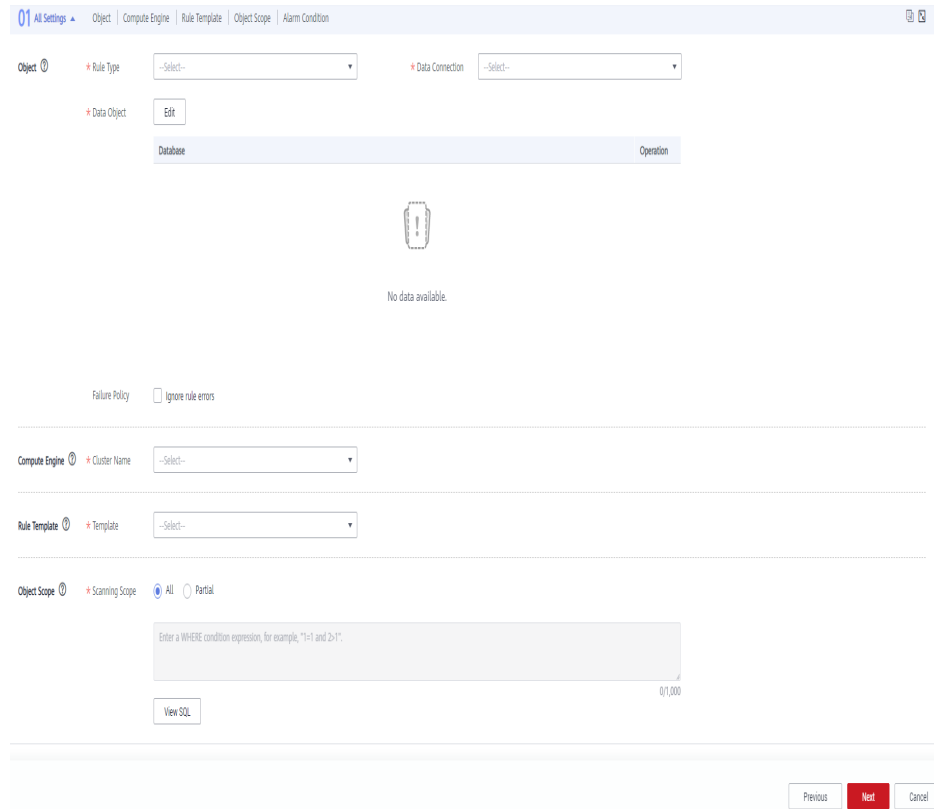 01 All Settings ▲ Object | Compute Engine | Rule Template | Object Scope | Alarm Condition
Object ? * Rule Type --Select-- * Data Connection --Select--
* Data Object Edit
Database Operation
No data available.
Failure Policy Ignore rule errors
Compute Engine ? * Cluster Name --Select--
Rule Template ? * Template --Select--
Object Scope ? * Scanning Scope All Partial
Enter a WHERE condition expression, for example, "1=1 and 2>1".
0/1,000
View SQL
Previous Next Cancel